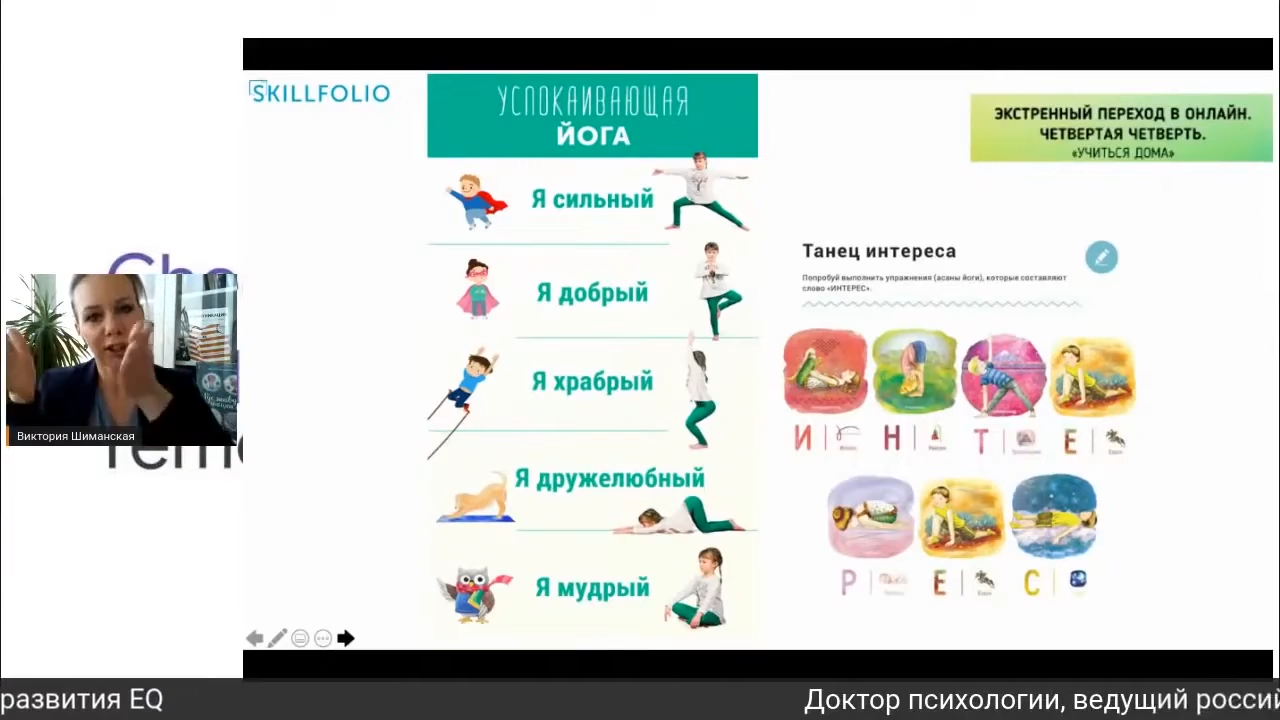 SKILLFOLIO
УСПОКАИВАЮЩАЯ
ЙОГА
Я сильный
Я добрый
Я храбрый
Я дружелюбный
Я мудрый
ЭКСТРЕННЫЙ ПЕРЕХОД В ОНЛАЙН.
ЧЕТВЕРТАЯ ЧЕТВЕРТЬ.
«УЧИТЬСЯ ДОМА»
Танец интереса
Попробуй выполнить упражнения (асаны йоги), которые составляют
слово «ИНТЕРЕС».
И Н Т Е
Р Е С
Виктория Шиманская
развития EQ
Доктор психологии, ведущий россий